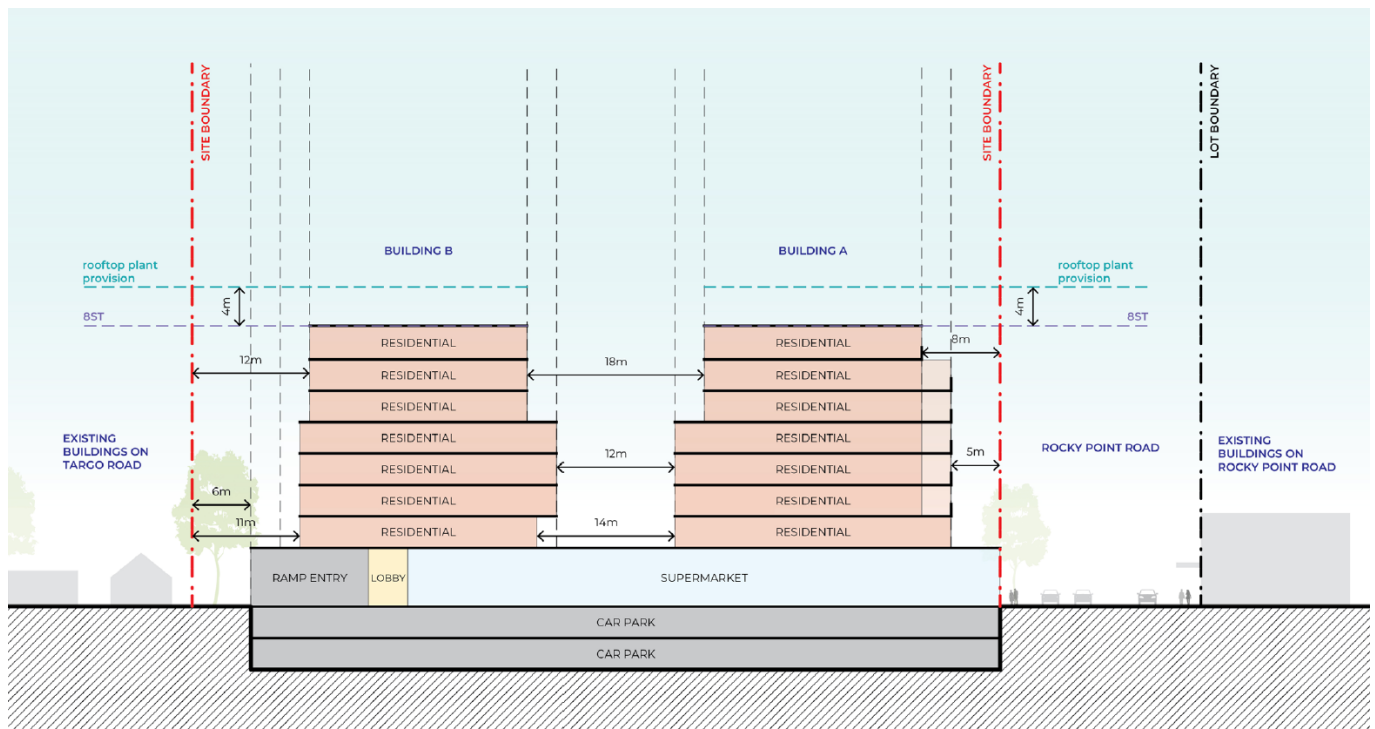 SITE BOUNDARY
SITE BOUNDARY
LOT BOUNDARY
BUILDING B
BUILDING A
rooftop plant
provision
rooftop plant
provision
4m
4m
8ST
8ST
RESIDENTIAL
RESIDENTIAL
8m
12m
18m
RESIDENTIAL
RESIDENTIAL
RESIDENTIAL
RESIDENTIAL
EXISTING
BUILDINGS ON
TARGO ROAD
RESIDENTIAL
RESIDENTIAL
ROCKY POINT ROAD
EXISTING
BUILDINGS ON
ROCKY POINT ROAD
RESIDENTIAL
12m
RESIDENTIAL
5m
6m
RESIDENTIAL
RESIDENTIAL
11m
RESIDENTIAL
14m
RESIDENTIAL
RAMP ENTRY
LOBBY
SUPERMARKET
CAR PARK
CAR PARK